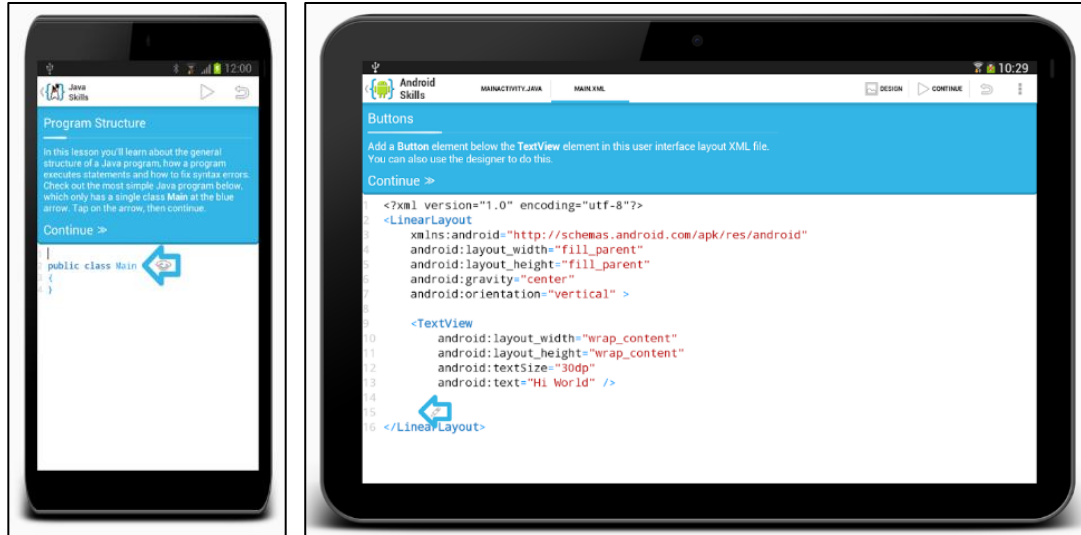 12:00
Java
Skills
Program Structure
In this lesson you'll learn about the general
structure of a Java program, how a program
executes statements and how to fix syntax errors.
Check out the most simple Java program below,
which only has a single class Main at the blue
arrow. Tap on the arrow, then continue.
Continue >>
1
2 public class Main
3 {
4 }
10:29
Android
Skills
MAINACTIVITY.JAVA
MAIN.XML
DESIGN
CONTINUE
Buttons
Add a Button element below the TextView element in this user interface layout XML file.
You can also use the designer to do this.
Continue >>
1 <?xml version="1.0" encoding="utf-8"?>
2 <LinearLayout
3 xmlns:android="http://schemas.android.com/apk/res/android"
4 android:layout_width="fill_parent"
5 android:layout_height="fill_parent"
6 android:gravity="center"
7 android:orientation="vertical" >
8
9 <TextView
10 android:layout_width="wrap_content"
11 android:layout_height="wrap_content"
12 android:textSize="30dp"
13 android:text="Hi World" />
14
15
16 </LinearLayout>